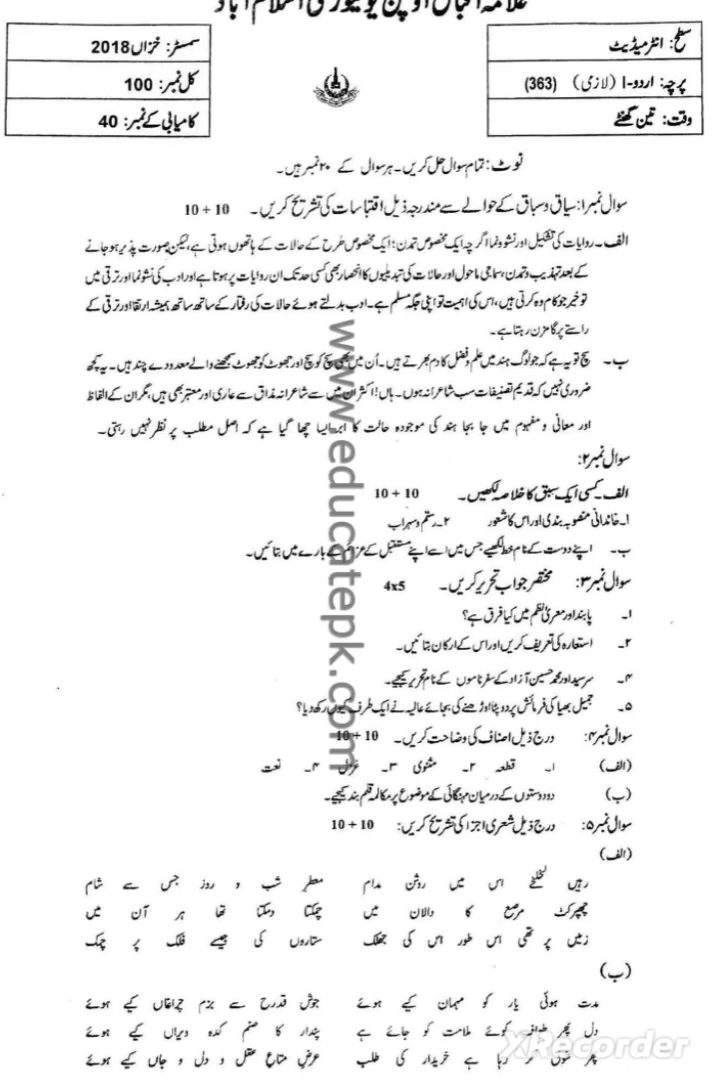 علامہ اقبال اوپن یونیورسٹی اسلام آباد
سطح: انٹرمیڈیٹ
پرچہ: اردو-I (لازمی) (363)
وقت: تین گھنٹے
سمسٹر: خزاں 2018
کل نمبر: 100
کامیابی کے نمبر: 40
نوٹ: تمام سوال حل کریں۔ ہر سوال کے ۲۰ نمبر ہیں۔
سوال نمبر۱: سیاق و سباق کے حوالے سے مندرجہ ذیل اقتباسات کی تشریح کریں۔ 10 + 10
الف۔ روایات کی تشکیل اور نشوونما اگرچہ ایک مخصوص تمدن؛ ایک مخصوص طرح کے حالات کے ہاتھوں ہوتی ہے، لیکن صورت پذیر ہو جانے
کے بعد تہذیب و تمدن، سماجی ماحول اور حالات کی تبدیلیوں کا انحصار بھی کسی حد تک ان روایات پر ہوتا ہے اور ادب کی نشوونما اور ترقی میں
تو خیر جو کام وہ کرتی ہیں، اس کی اہمیت تو اپنی جگہ مسلم ہے۔ ادب بدلتے ہوئے حالات کی رفتار کے ساتھ ساتھ ہمیشہ ارتقا اور ترقی کے
راستے پر گامزن رہتا ہے۔
ب۔ سچ تو یہ ہے کہ جو لوگ ہند میں علم و فضل کا دم بھرتے ہیں۔ اُن میں بھی سچ کو سچ اور جھوٹ کو جھوٹ سمجھنے والے معدودے چند ہیں۔ یہ کچھ
ضروری نہیں کہ قدیم تصنیفات سب شاعرانہ ہوں۔ ہاں! اکثر ان میں سے شاعرانہ مذاق سے عاری اور معتبر بھی ہیں، مگر ان کے الفاظ
اور معانی و مفہوم میں جا بجا ہند کی موجودہ حالت کا ابر ایسا چھا گیا ہے کہ اصل مطلب پر نظر نہیں رہتی۔
سوال نمبر۲:
الف۔ کسی ایک سبق کا خلاصہ لکھیں۔ 10 + 10
۱۔ خاندانی منصوبہ بندی اور اس کا شعور ۲۔ رستم و سہراب
ب۔ اپنے دوست کے نام خط لکھیے جس میں اسے اپنے مستقبل کے عزائم کے بارے میں بتائیں۔
سوال نمبر۳: مختصر جواب تحریر کریں۔ 4x5
۱۔ پابند اور معریٰ نظم میں کیا فرق ہے؟
۲۔ استعارہ کی تعریف کریں اور اس کے ارکان بتائیں۔
۴۔ سرسید اور محمد حسین آزاد کے سفر ناموں کے نام تحریر کیجیے۔
۵۔ جمیل بھیا کی فرمائش پر دوپٹا اوڑھنے کی بجائے عالیہ نے ایک طرف کیوں رکھ دیا؟
سوال نمبر۴: درج ذیل اصناف کی وضاحت کریں۔ 10 + 10
(الف) ۱۔ قطعہ ۲۔ مثنوی ۳۔ غزل ۴۔ نعت
(ب) دو دوستوں کے درمیان مہنگائی کے موضوع پر مکالمہ قلم بند کیجیے۔
سوال نمبر۵: درج ذیل شعری اجزا کی تشریح کریں: 10 + 10
(الف)
رہیں لخلخے اس میں روشن مدام معطر شب و روز جس سے شام
چھپرکٹ مرصع کا دالان میں چمکتا دمکتا تھا ہر آن میں
زمیں پر تھی اس طور اس کی جھلک ستاروں کی جیسے فلک پر چمک
(ب)
مدت ہوئی یار کو مہماں کیے ہوئے جوش قدح سے بزم چراغاں کیے ہوئے
دل پھر طوافِ کوئے ملامت کو جائے ہے پندار کا صنم کدہ ویراں کیے ہوئے
پھر شوق کر رہا ہے خریدار کی طلب عرض متاع عقل و دل و جاں کیے ہوئے
www.educatepk.com
XRecorder